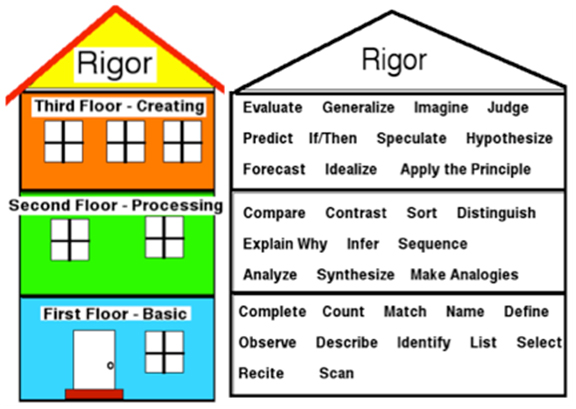 Rigor
Third Floor - Creating
Second Floor - Processing
First Floor - Basic
Rigor
Evaluate Generalize Imagine Judge
Predict If/Then Speculate Hypothesize
Forecast Idealize Apply the Principle
Compare Contrast Sort Distinguish
Explain Why Infer Sequence
Analyze Synthesize Make Analogies
Complete Count Match Name Define
Observe Describe Identify List Select
Recite Scan